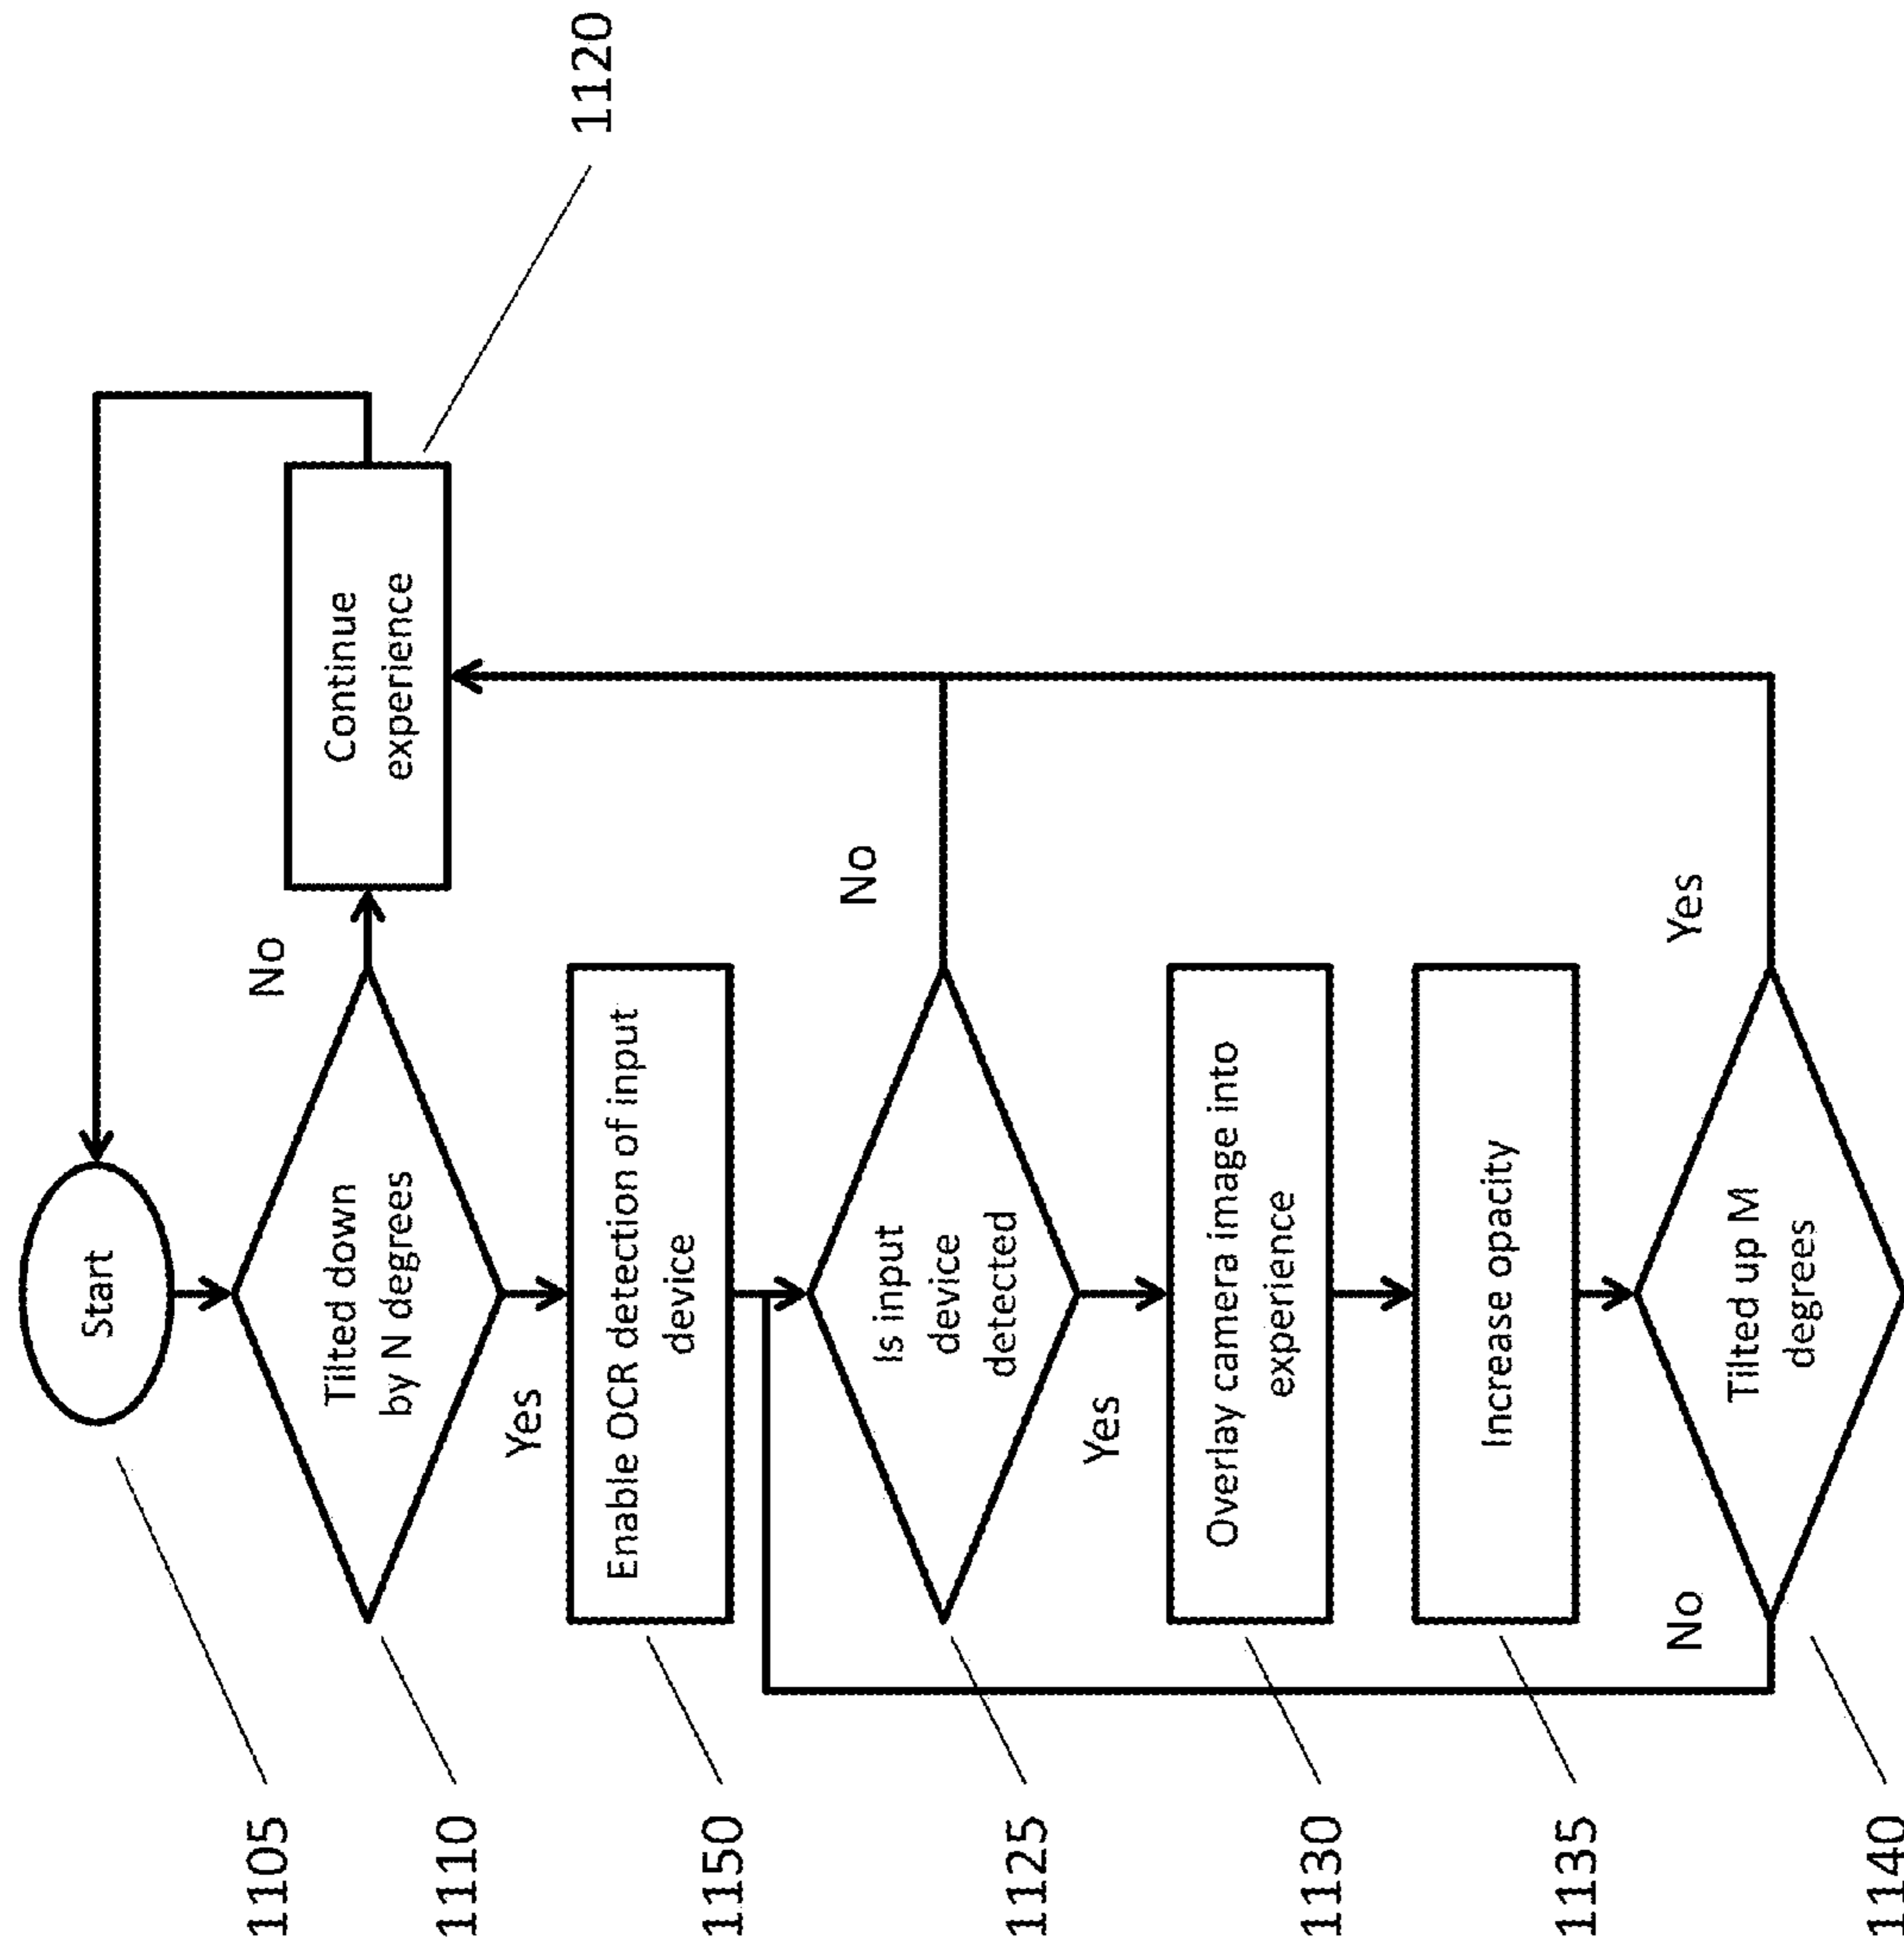 1105
Start
1110
Tilted down
by N degrees
No
Continue
experience
1120
Yes
1150
Enable OCR detection of input
device
1125
Is input
device
detected
No
Yes
1130
Overlay camera image into
experience
1135
Increase opacity
1140
No
Tilted up M
degrees
Yes